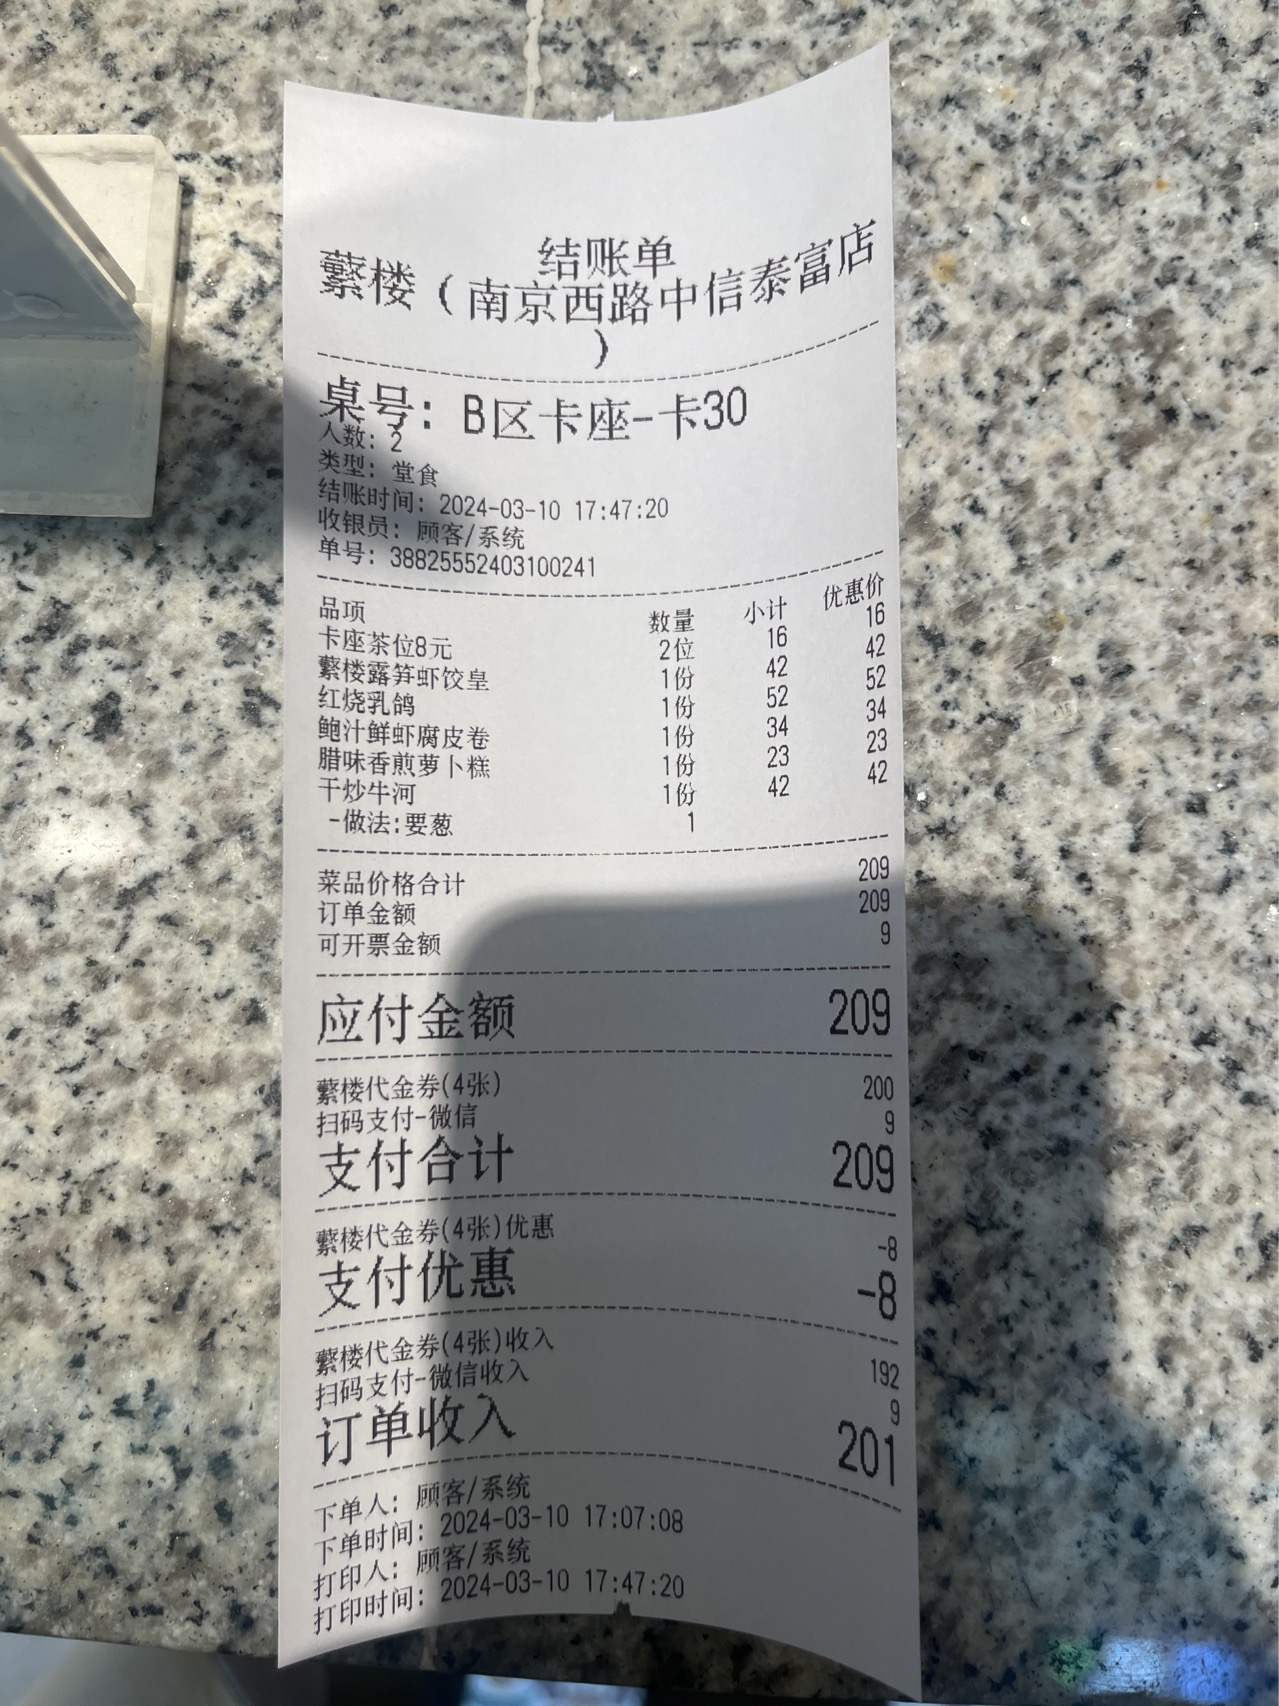 结账单
蘩楼（南京西路中信泰富店
）
桌号: B区卡座-卡30
人数: 2
类型: 堂食
结账时间: 2024-03-10 17:47:20
收银员: 顾客/系统
单号: 38825552403100241
品项 数量 小计 优惠价
卡座茶位8元 2位 16 16
蘩楼露笋虾饺皇 1份 42 42
红烧乳鸽 1份 52 52
鲍汁鲜虾腐皮卷 1份 34 34
腊味香煎萝卜糕 1份 23 23
干炒牛河 1份 42 42
-做法:要葱 1
菜品价格合计 209
订单金额 209
可开票金额 9
应付金额 209
蘩楼代金券(4张) 200
扫码支付-微信 9
支付合计 209
蘩楼代金券(4张)优惠 -8
支付优惠 -8
蘩楼代金券(4张)收入 192
扫码支付-微信收入 9
订单收入 201
下单人: 顾客/系统
下单时间: 2024-03-10 17:07:08
打印人: 顾客/系统
打印时间: 2024-03-10 17:47:20